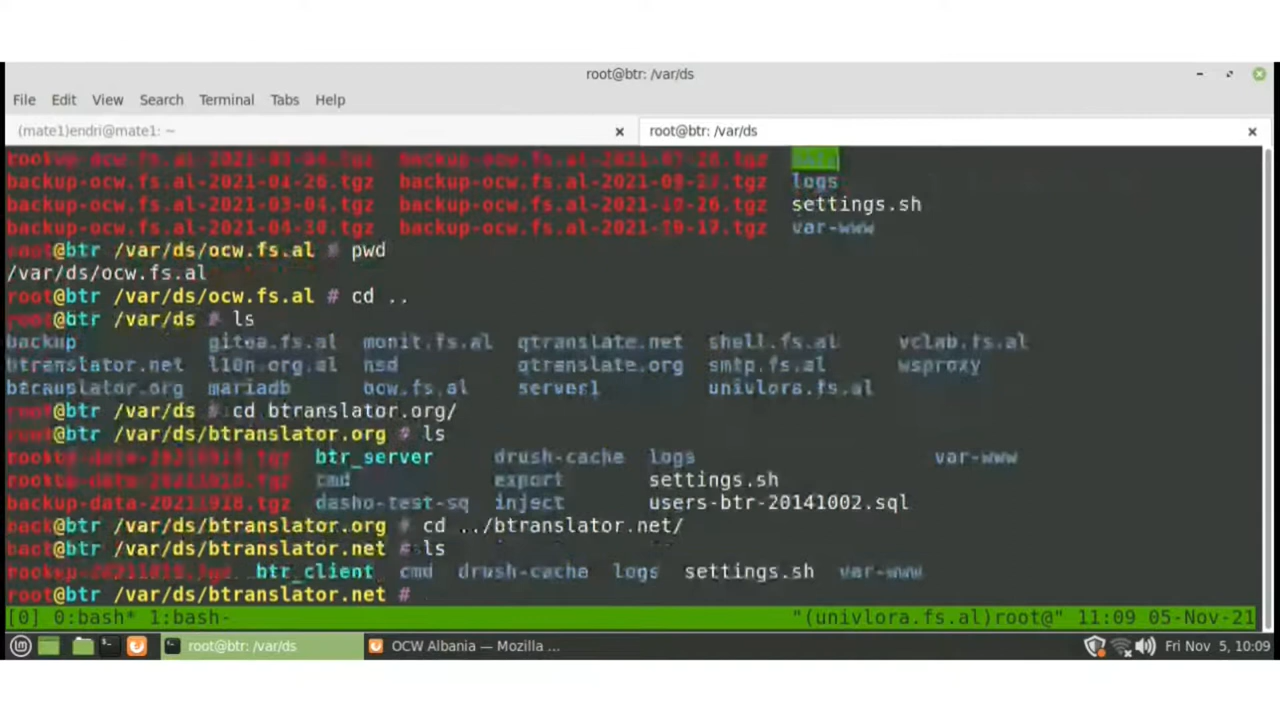 root@btr: /var/ds
File Edit View Search Terminal Tabs Help
(mate1)endri@mate1: ~ × root@btr: /var/ds ×
backup-ocw.fs.al-2021-04-26.tgz logs
backup-ocw.fs.al-2021-03-04.tgz settings.sh
var-www
@btr /var/ds/ocw.fs.al # pwd
/var/ds/ocw.fs.al
root@btr /var/ds/ocw.fs.al # cd ..
root@btr /var/ds # ls
backup gitea.fs.al monit.fs.al qtranslate.net shell.fs.al vclab.fs.al
btranslator.net l10n.org.al nsd qtranslate.org smtp.fs.al wsproxy
btranslator.org mariadb ocw.fs.al server1 univlora.fs.al
root@btr /var/ds # cd btranslator.org/
@btr /var/ds/btranslator.org # ls
btr_server drush-cache logs var-www
cmd export settings.sh
backup-data-20211918.tgz dasho-test-sq inject users-btr-20141002.sql
@btr /var/ds/btranslator.org # cd ../btranslator.net/
@btr /var/ds/btranslator.net # ls
btr_client cmd drush-cache logs settings.sh var-www
root@btr /var/ds/btranslator.net #
[0] 0:bash* 1:bash- "(univlora.fs.al)root@" 11:09 05-Nov-21
root@btr: /var/ds OCW Albania — Mozilla ... Fri Nov 5, 10:09